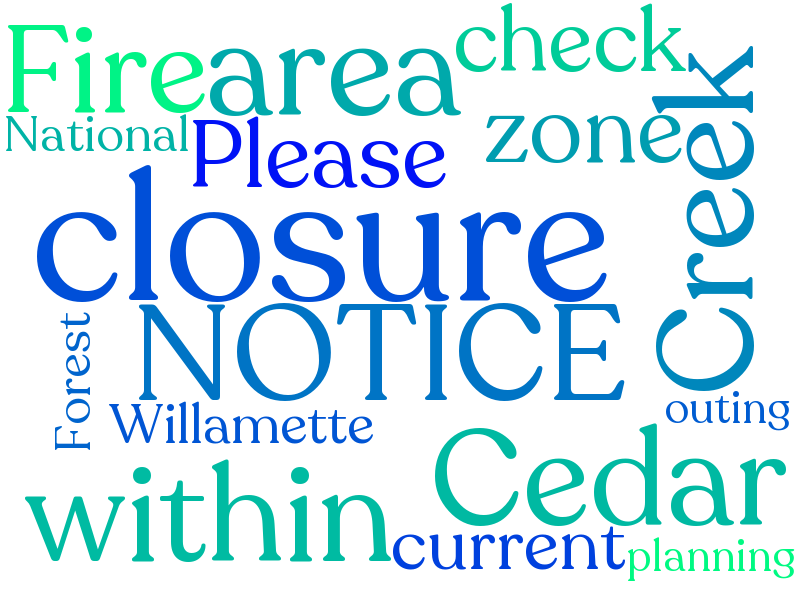 Fire
area
check
National
Please
zone
Creek
closure
NOTICE
Forest
Willamette
outing
within
Cedar
current
planning